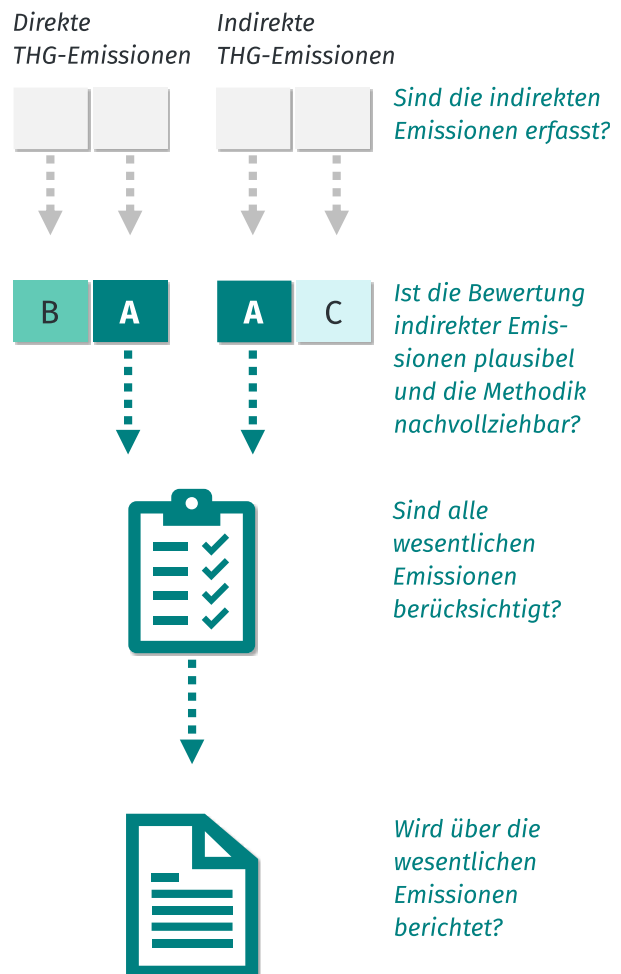 Direkte
THG-Emissionen
Indirekte
THG-Emissionen
Sind die indirekten
Emissionen erfasst?
B
A
A
C
Ist die Bewertung
indirekter Emis-
sionen plausibel
und die Methodik
nachvollziehbar?
Sind alle
wesentlichen
Emissionen
berücksichtigt?
Wird über die
wesentlichen
Emissionen
berichtet?